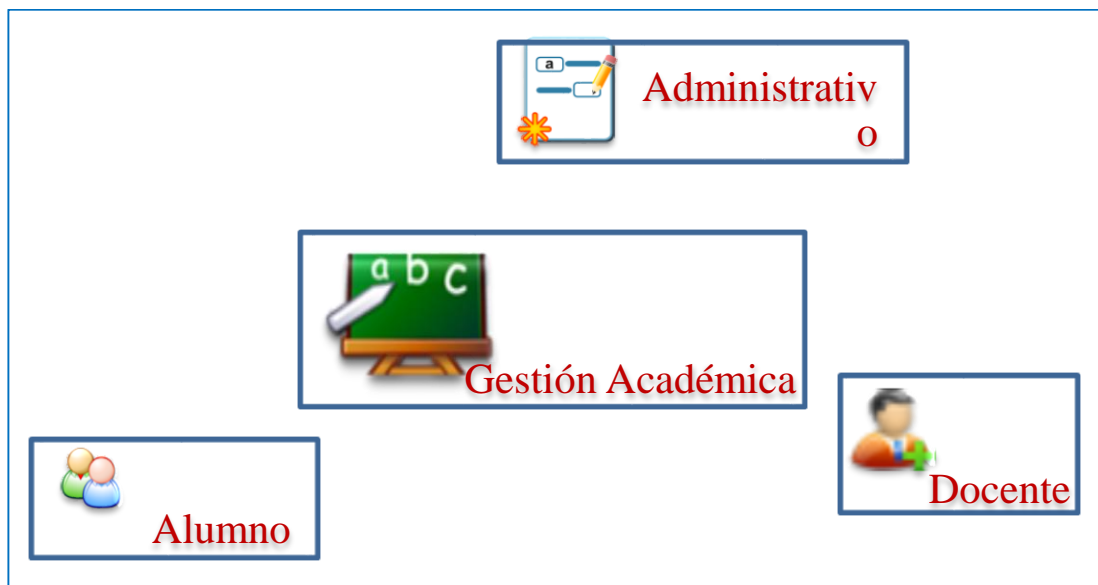 a
Administrativ
o
a b c
Gestión Académica
Docente
Alumno